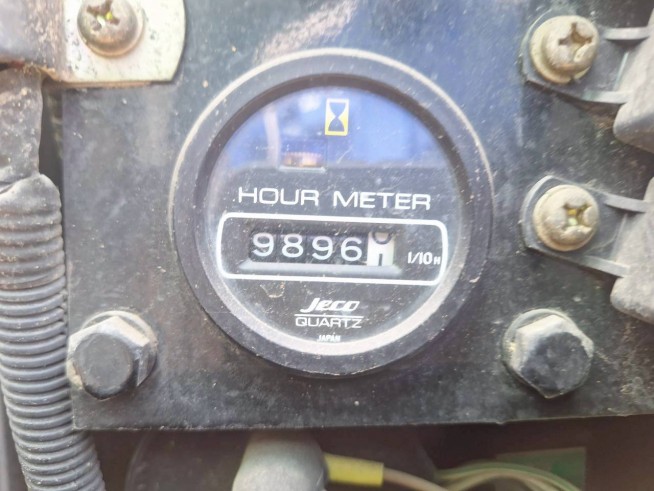 HOUR METER
9896 1/10H
Jeco
QUARTZ
JAPAN